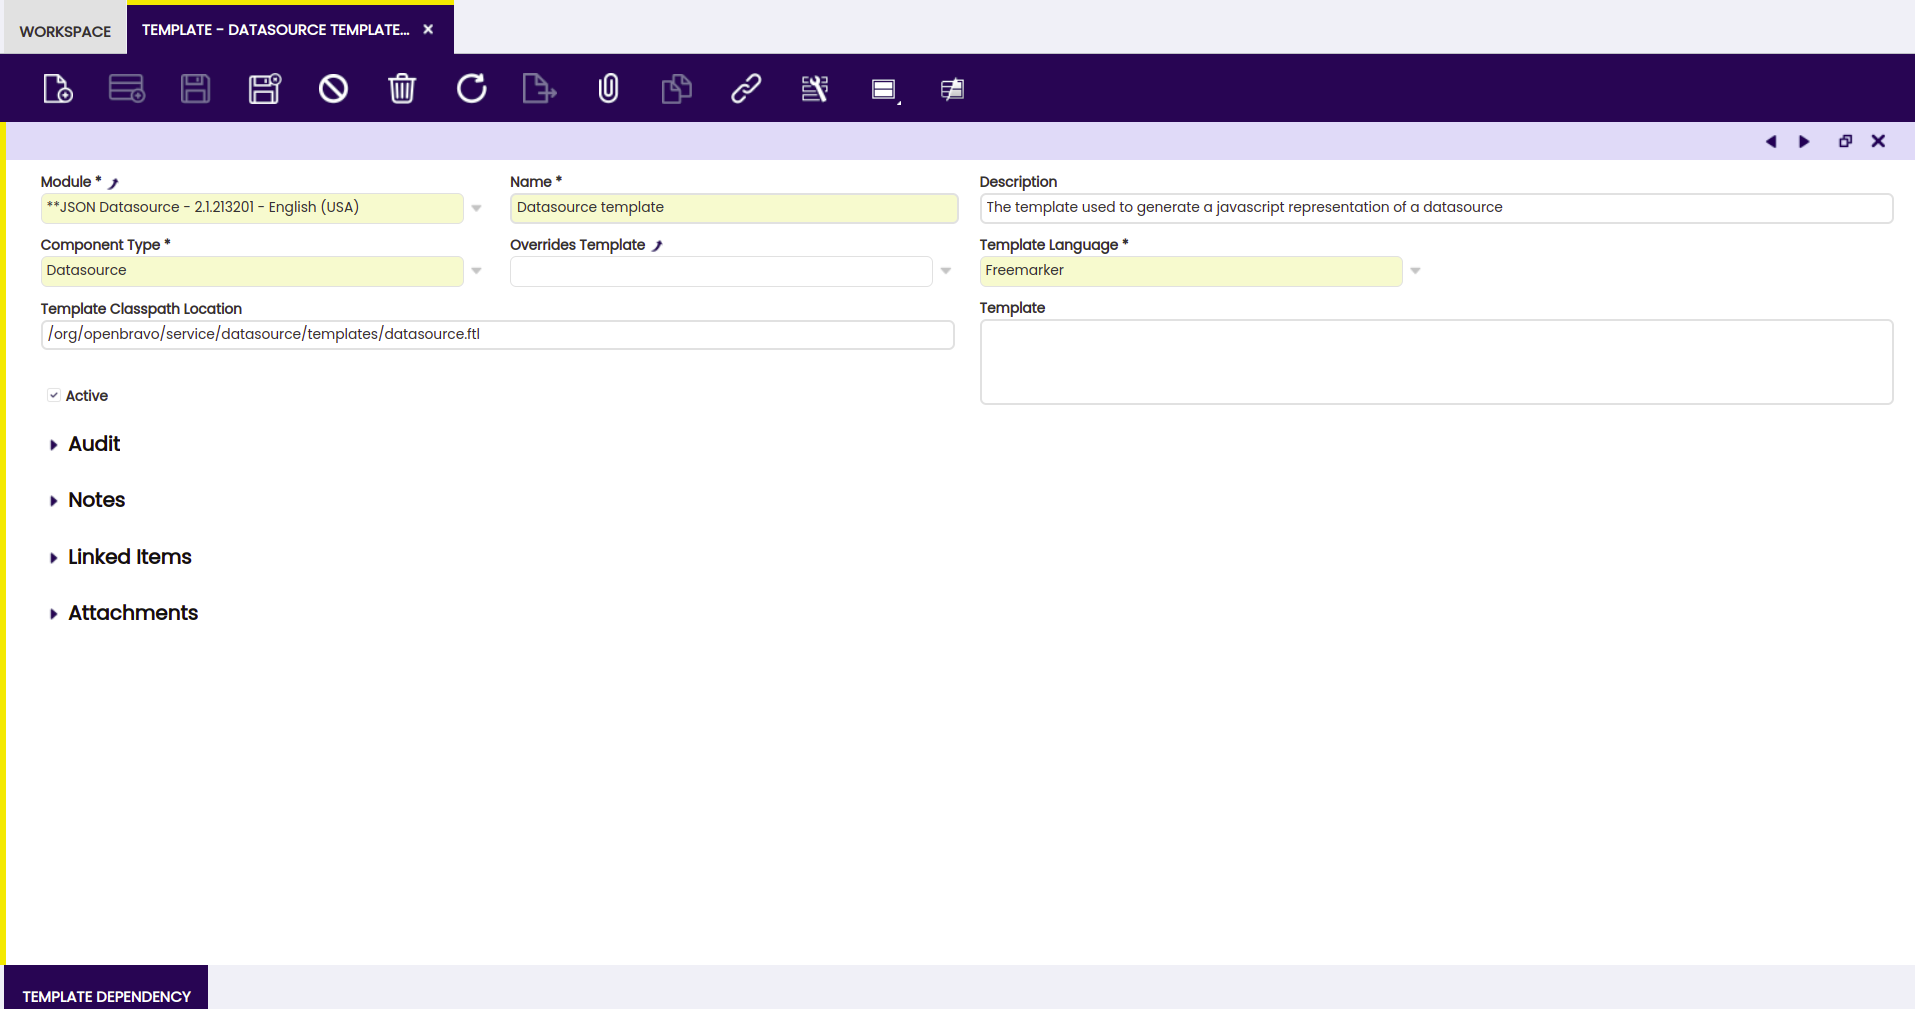 WORKSPACE
TEMPLATE - DATASOURCE TEMPLATE...
Module *
Name *
Description
**JSON Datasource - 2.1.213201 - English (USA)
Datasource template
The template used to generate a javascript representation of a datasource
Component Type *
Overrides Template
Template Language *
Datasource
Freemarker
Template Classpath Location
Template
/org/openbravo/service/datasource/templates/datasource.ftl
Active
Audit
Notes
Linked Items
Attachments
TEMPLATE DEPENDENCY